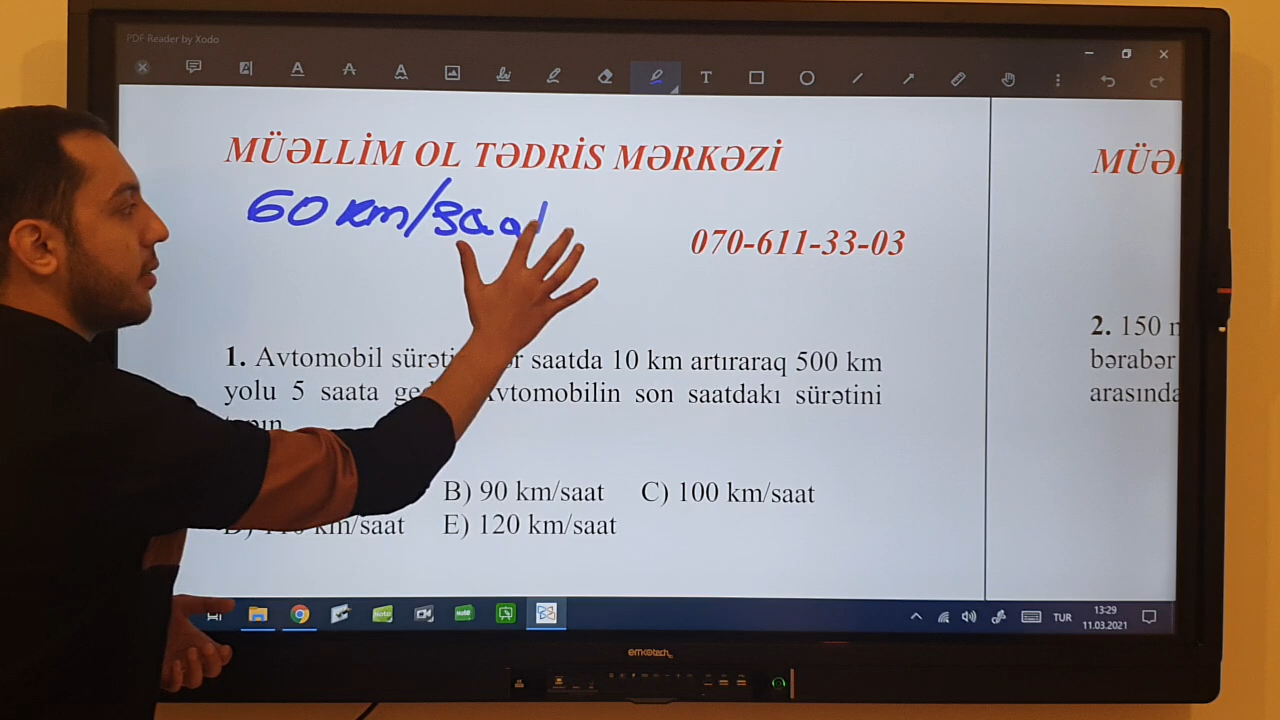 PDF Reader by Xodo
MÜƏLLİM OL TƏDRİS MƏRKƏZİ
MÜƏ
60 km/saat
070-611-33-03
1. Avtomobil sürəti saatda 10 km artıraraq 500 km
yolu 5 saata Avtomobilin son saatdakı sürətini
B) 90 km/saat C) 100 km/saat
km/saat E) 120 km/saat
2. 150
bərabər
arasında
TUR
13:29
11.03.2021
emkotech